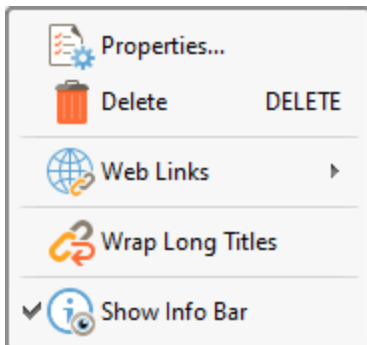 Properties...
Delete DELETE
Web Links
Wrap Long Titles
Show Info Bar